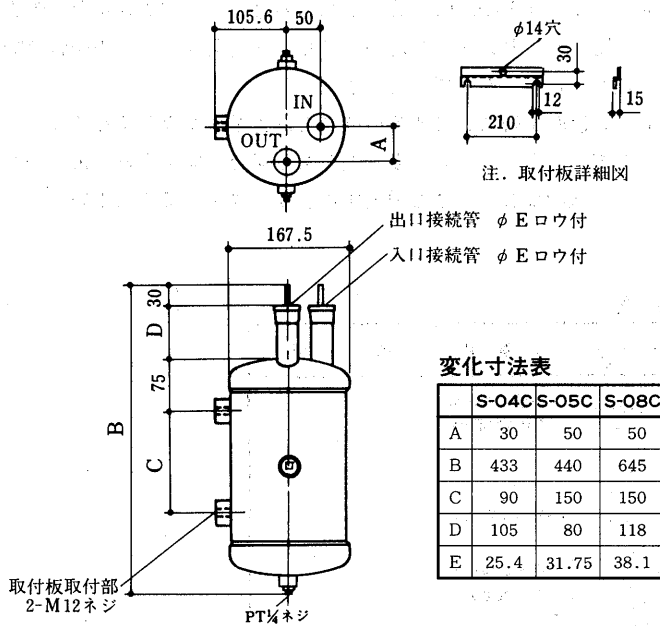 105.6 50
IN
OUT
A
φ14穴
30
12
15
210
注. 取付板詳細図
出口接続管 φEロウ付
入口接続管 φEロウ付
167.5
30
D
75
B
C
取付板取付部
2-M12ネジ
PT¼ネジ
変化寸法表
S-04C S-05C S-08C
A 30 50 50
B 433 440 645
C 90 150 150
D 105 80 118
E 25.4 31.75 38.1